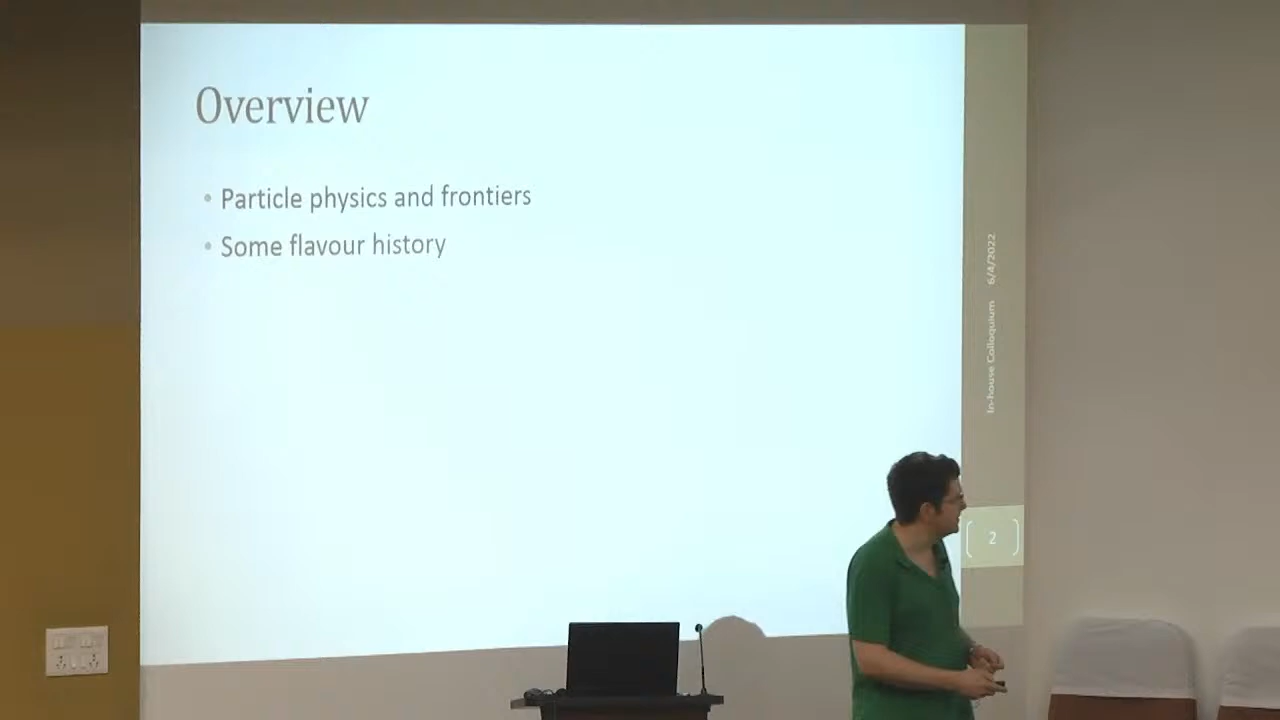 Overview
• Particle physics and frontiers
• Some flavour history
In-house Colloquium 6/4/2022
2